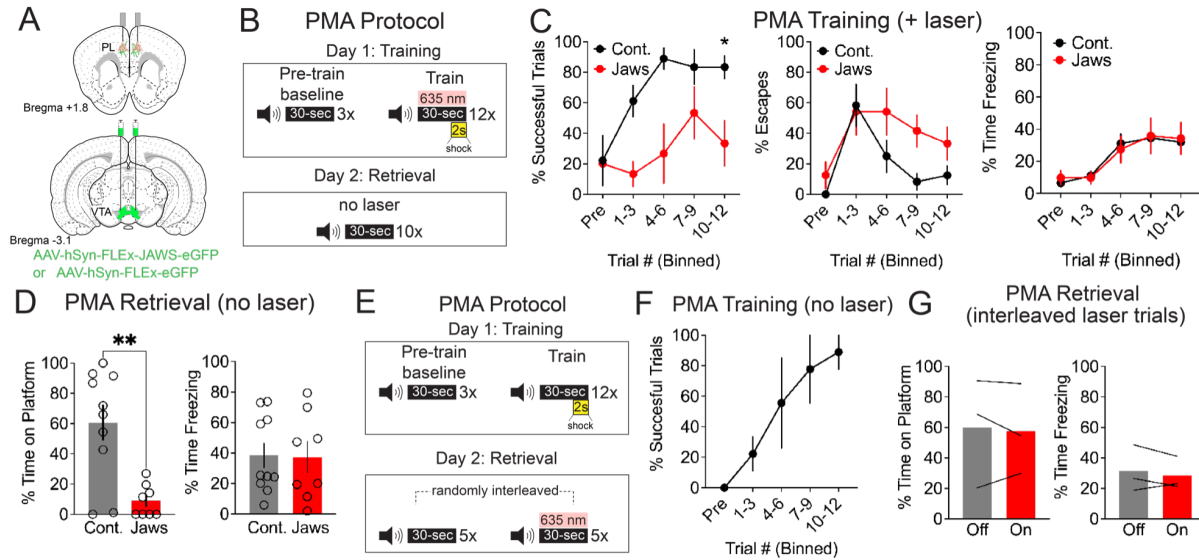 A
PL
Bregma +1.8
VTA
Bregma -3.1
AAV-hSyn-FLEx-JAWS-eGFP
or AAV-hSyn-FLEx-eGFP
B
PMA Protocol
Day 1: Training
Pre-train
baseline
30-sec 3x
Train
635 nm
30-sec 12x
2s
shock
Day 2: Retrieval
no laser
30-sec 10x
C
PMA Training (+ laser)
% Successful Trials
100
80
60
40
20
0
Cont.
Jaws
*
Pre
1-3
4-6
7-9
10-12
Trial # (Binned)
% Escapes
100
80
60
40
20
0
Cont.
Jaws
Pre
1-3
4-6
7-9
10-12
Trial # (Binned)
% Time Freezing
100
80
60
40
20
0
Cont.
Jaws
Pre
1-3
4-6
7-9
10-12
Trial # (Binned)
D
PMA Retrieval (no laser)
% Time on Platform
100
80
60
40
20
0
**
Cont. Jaws
% Time Freezing
100
80
60
40
20
0
Cont. Jaws
E
PMA Protocol
Day 1: Training
Pre-train
baseline
30-sec 3x
Train
30-sec 12x
2s
shock
Day 2: Retrieval
randomly interleaved
30-sec 5x
635 nm
30-sec 5x
F
PMA Training (no laser)
% Succesful Trials
100
80
60
40
20
0
Pre
1-3
4-6
7-9
10-12
Trial # (Binned)
G
PMA Retrieval
(interleaved laser trials)
% Time on Platform
100
80
60
40
20
0
Off On
% Time Freezing
100
80
60
40
20
0
Off On